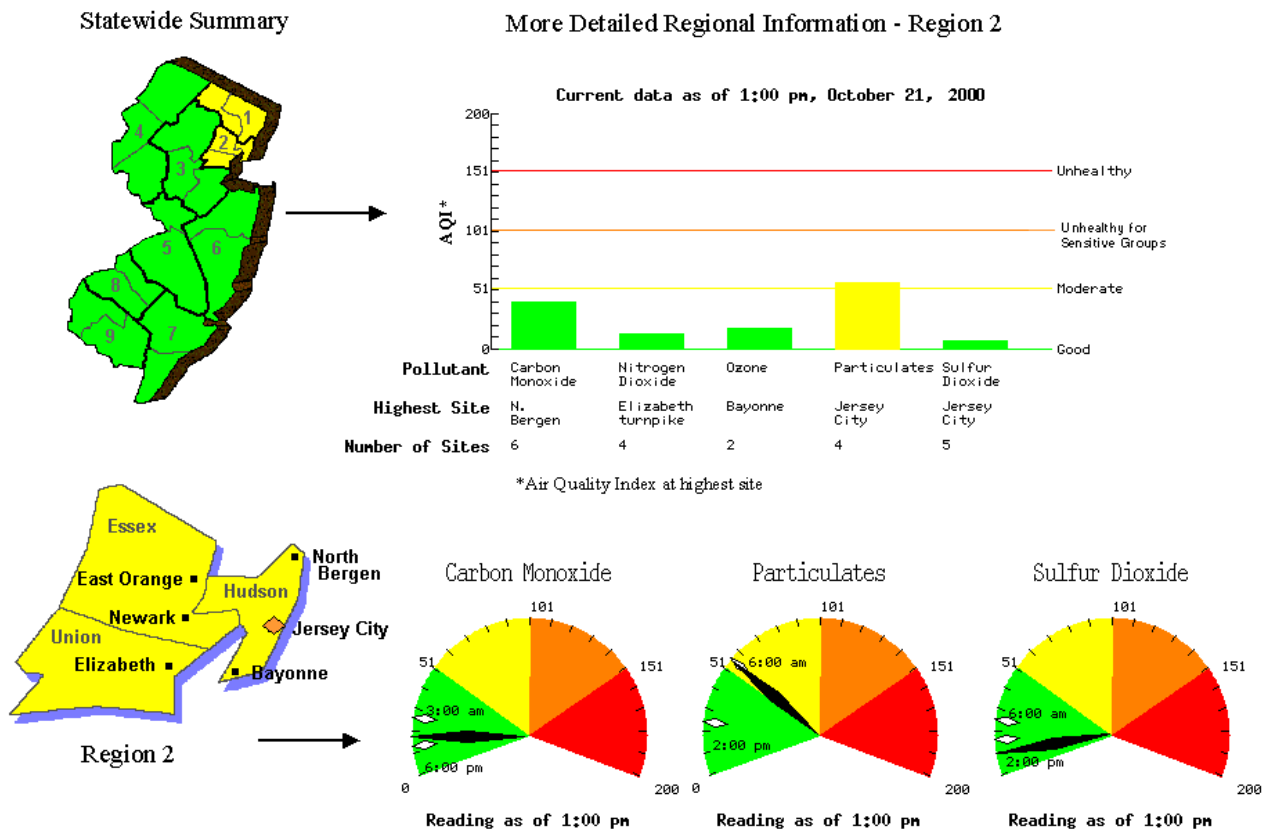 Statewide Summary
More Detailed Regional Information - Region 2
1
2
3
4
5
6
7
8
9
Current data as of 1:00 pm, October 21, 2000
AQI*
200
151
101
51
0
Unhealthy
Unhealthy for
Sensitive Groups
Moderate
Good
Pollutant Carbon Nitrogen Ozone Particulates Sulfur
Monoxide Dioxide Dioxide
Highest Site N. Elizabeth Bayonne Jersey Jersey
Bergen turnpike City City
Number of Sites 6 4 2 4 5
*Air Quality Index at highest site
Essex
East Orange
Newark
Union
Elizabeth
Hudson
North
Bergen
Jersey City
Bayonne
Region 2
Carbon Monoxide
101
51
151
3:00 am
6:00 pm
0
200
Reading as of 1:00 pm
Particulates
101
51
151
6:00 am
2:00 pm
0
200
Reading as of 1:00 pm
Sulfur Dioxide
101
51
151
6:00 am
2:00 pm
0
200
Reading as of 1:00 pm